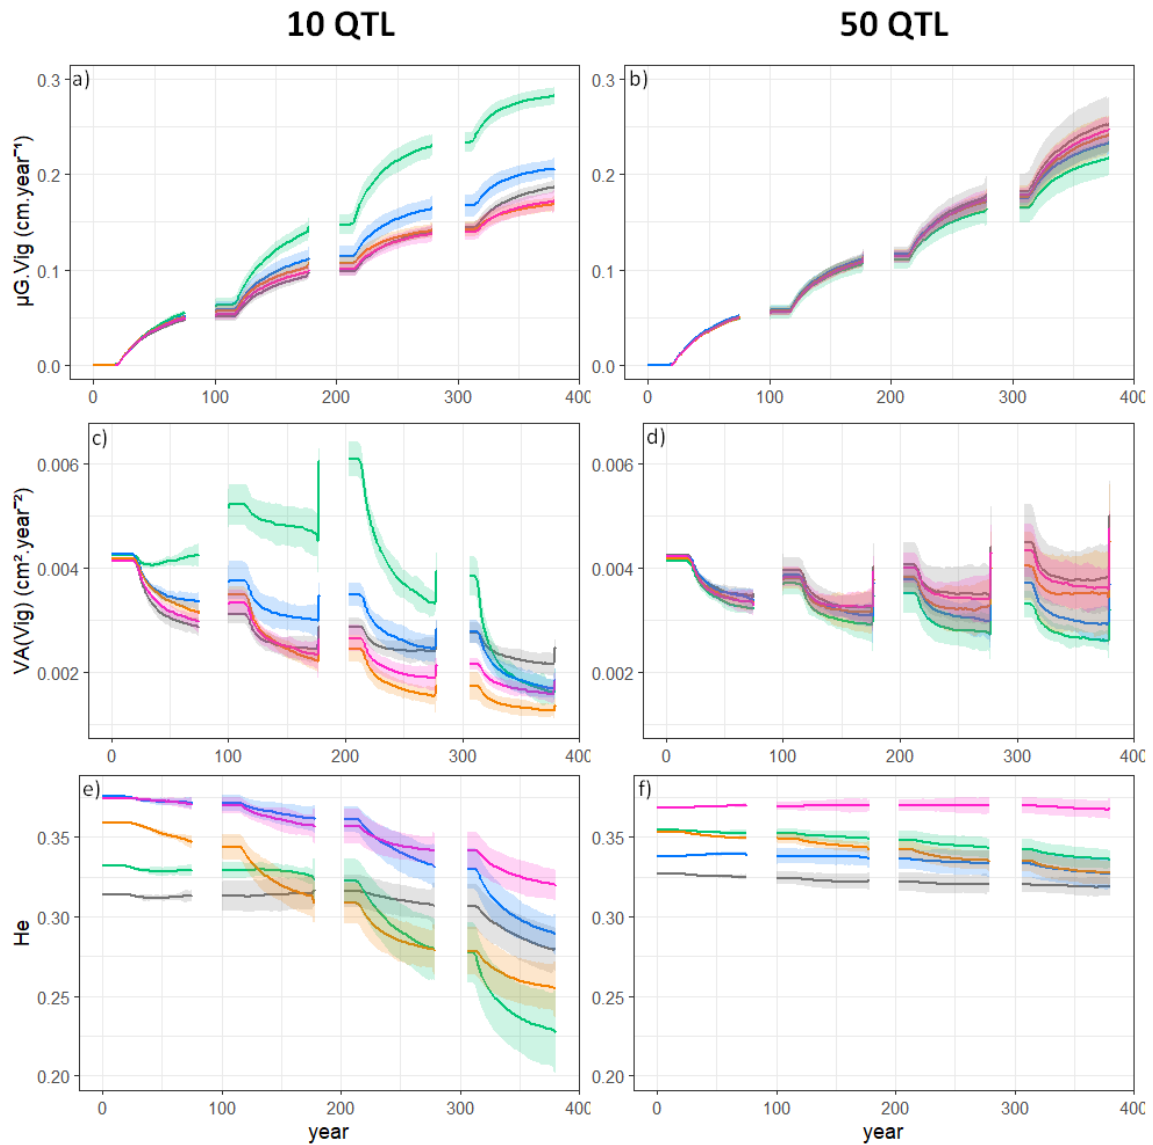 10 QTL 50 QTL
a) b)
µG.Vig (cm.year⁻¹)
0.3 0.3
0.2 0.2
0.1 0.1
0.0 0.0
0 100 200 300 400 0 100 200 300 400
c) d)
VA(Vig) (cm².year⁻²)
0.006 0.006
0.004 0.004
0.002 0.002
0 100 200 300 400 0 100 200 300 400
e) f)
He
0.35 0.35
0.30 0.30
0.25 0.25
0.20 0.20
0 100 200 300 400 0 100 200 300 400
year year